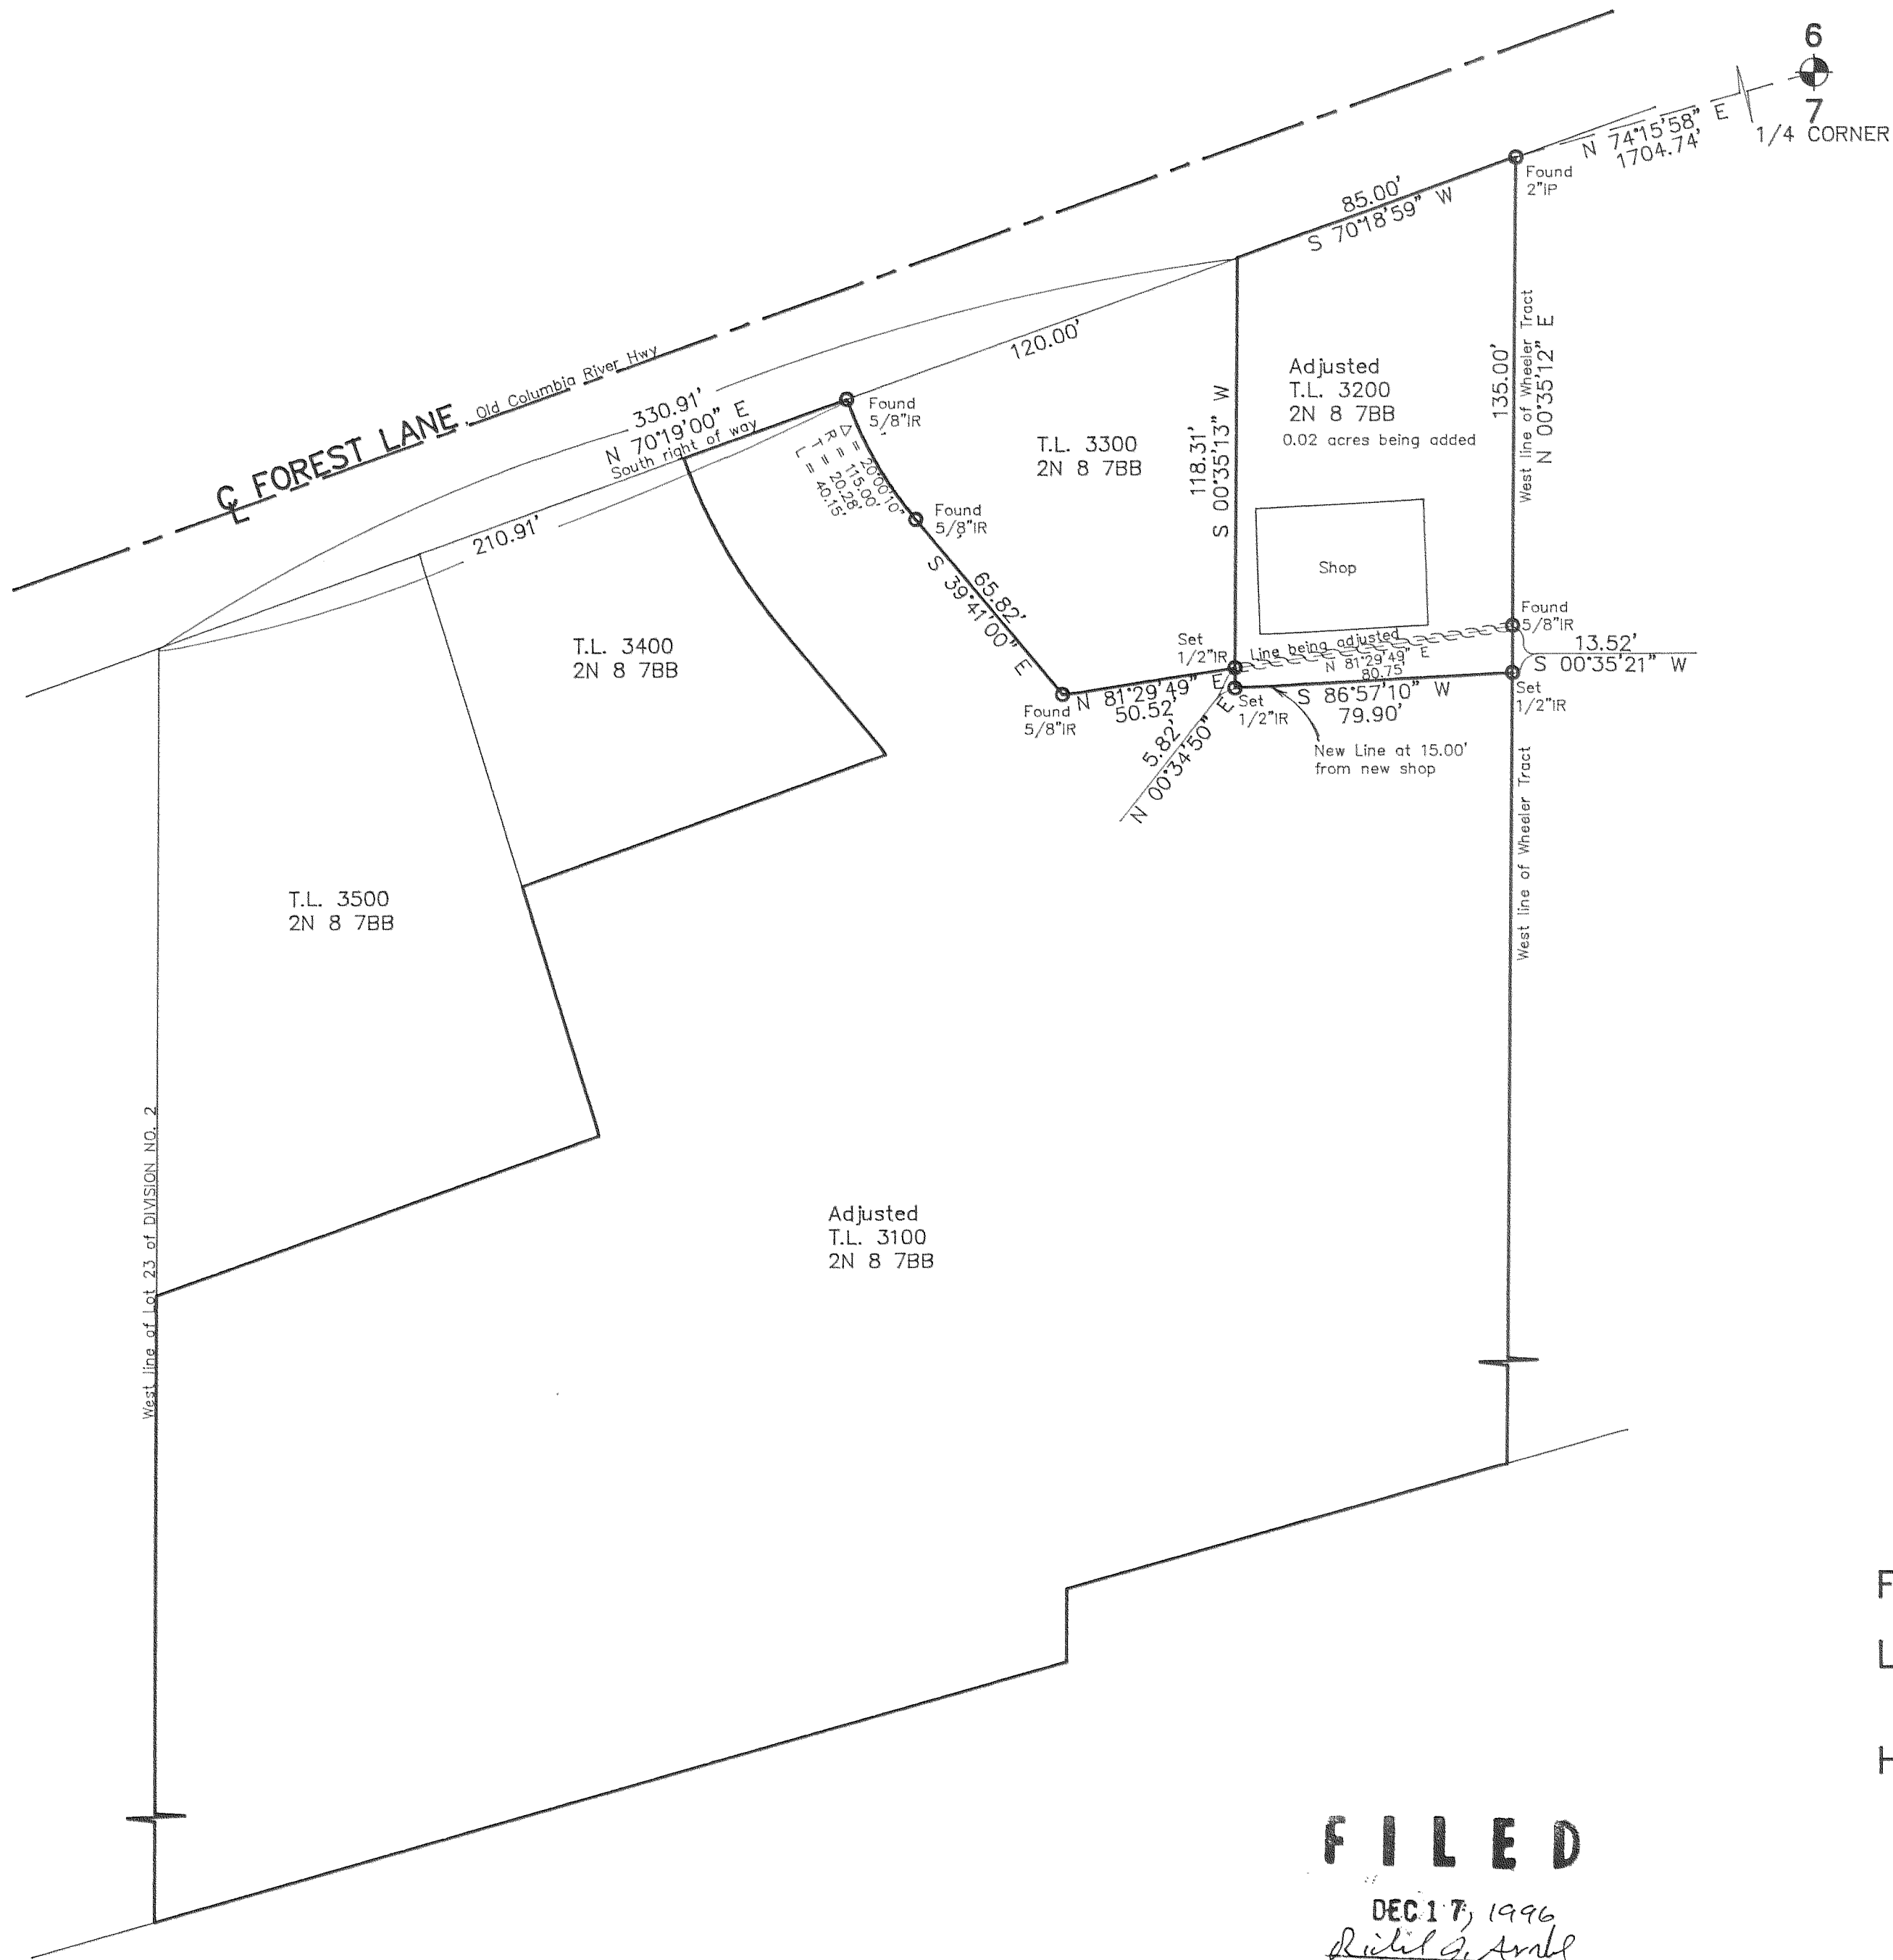 6
7
1/4 CORNER
N 74°15'58" E
1704.74'
Found
2"IP
85.00'
S 70°18'59" W
℄ FOREST LANE, Old Columbia River Hwy
330.91'
N 70°19'00" E
South right of way
120.00'
210.91'
Found
5/8"IR
Δ = 20°00'10"
R = 115.00'
T = 20.28'
L = 40.15'
Found
5/8"IR
65.82'
S 39°41'00" E
T.L. 3300
2N 8 7BB
118.31'
S 00°35'13" W
Adjusted
T.L. 3200
2N 8 7BB
0.02 acres being added
135.00'
West line of Wheeler Tract
N 00°35'12" E
Shop
Found
5/8"IR
13.52'
S 00°35'21" W
Set
1/2"IR
Line being adjusted
N 81°29'49" E
80.75'
S 86°57'10" W
79.90'
Set
1/2"IR
Set
1/2"IR
New Line at 15.00'
from new shop
N 81°29'49" E
50.52'
Found
5/8"IR
5.82'
N 00°34'50" E
T.L. 3400
2N 8 7BB
West line of Wheeler Tract
T.L. 3500
2N 8 7BB
West line of Lot 23 of DIVISION NO. 2
Adjusted
T.L. 3100
2N 8 7BB
F
L
H
FILED
DEC 17, 1996